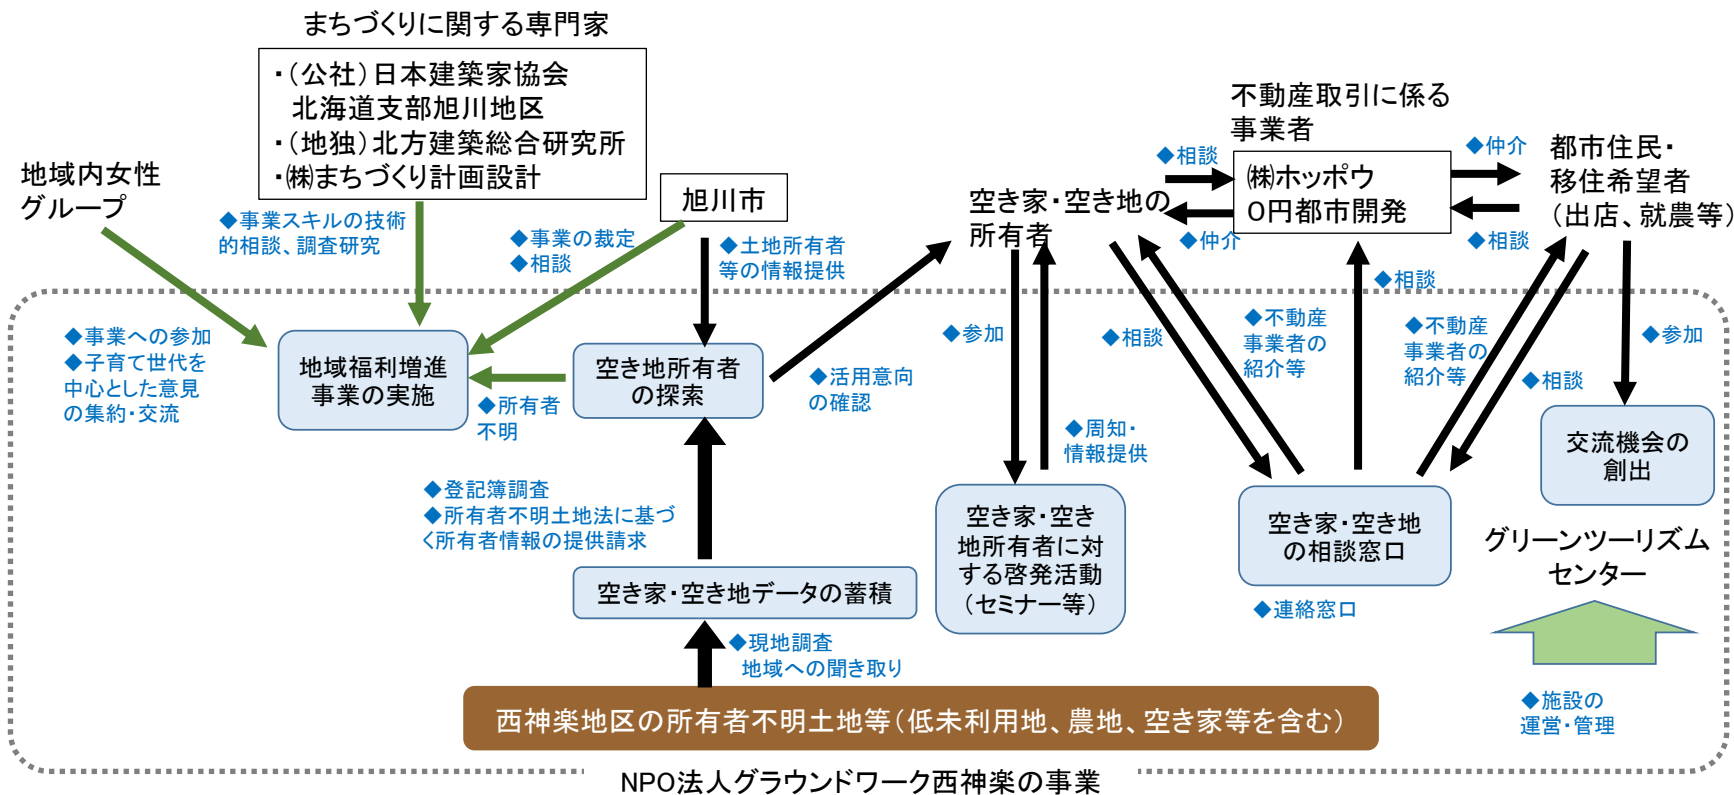 まちづくりに関する専門家
・（公社）日本建築家協会
北海道支部旭川地区
・（地独）北方建築総合研究所
・㈱まちづくり計画設計
地域内女性
グループ
旭川市
空き家・空き地の
所有者
不動産取引に係る
事業者
㈱ホッポウ
０円都市開発
都市住民・
移住希望者
（出店、就農等）
◆事業スキルの技術
的相談、調査研究
◆事業の裁定
◆相談
◆土地所有者
等の情報提供
◆相談
◆仲介
◆仲介
◆相談
◆相談
◆事業への参加
◆子育て世代を
中心とした意見
の集約・交流
地域福利増進
事業の実施
◆所有者
不明
空き地所有者
の探索
◆活用意向
の確認
◆参加
◆周知・
情報提供
◆相談
◆不動産
事業者の
紹介等
◆不動産
事業者の
紹介等
◆相談
◆参加
交流機会の
創出
◆登記簿調査
◆所有者不明土地法に基づ
く所有者情報の提供請求
空き家・空き地データの蓄積
空き家・空き
地所有者に対
する啓発活動
（セミナー等）
空き家・空き地
の相談窓口
◆連絡窓口
グリーンツーリズム
センター
◆現地調査
地域への聞き取り
◆施設の
運営・管理
西神楽地区の所有者不明土地等（低未利用地、農地、空き家等を含む）
NPO法人グラウンドワーク西神楽の事業